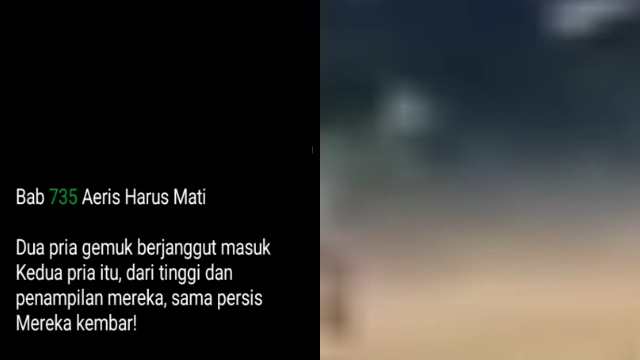 Bab 735 Aeris Harus Mati
Dua pria gemuk berjanggut masuk
Kedua pria itu, dari tinggi dan
penampilan mereka, sama persis
Mereka kembar!